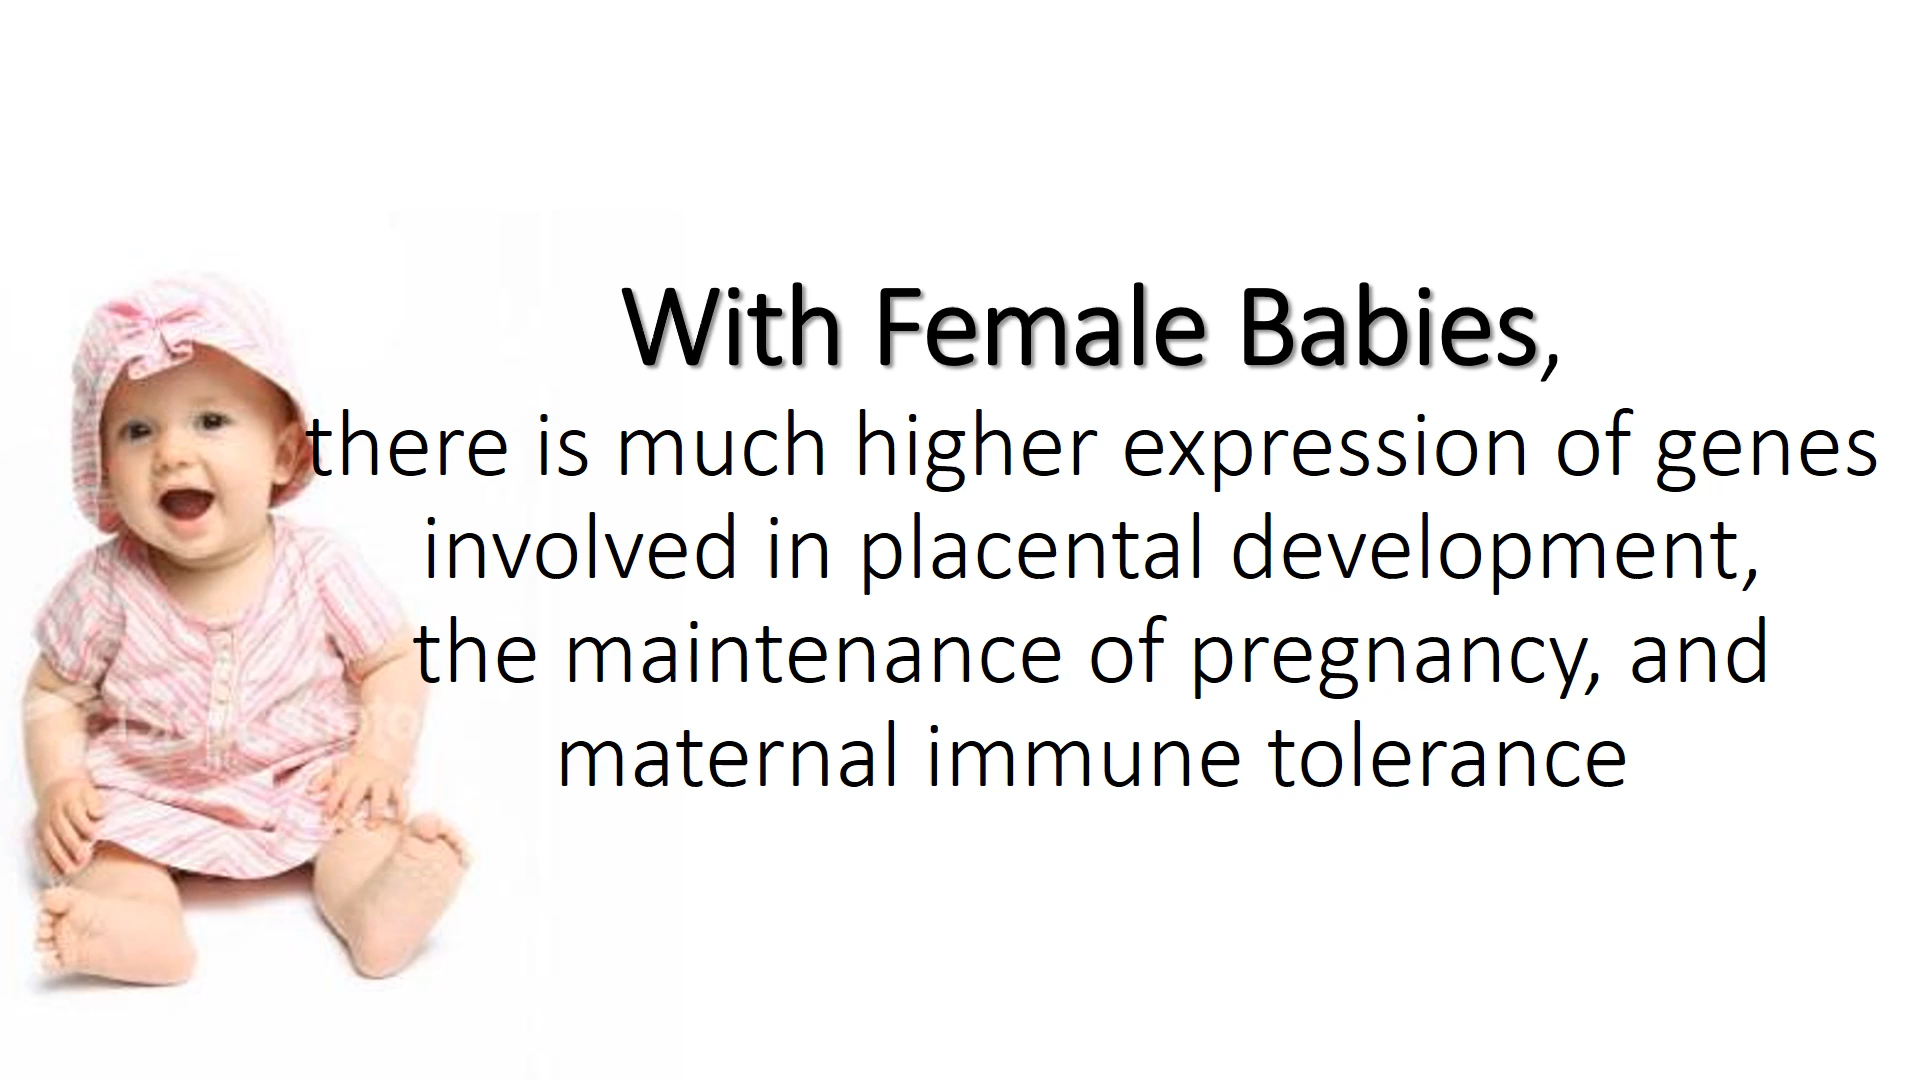 With Female Babies,
there is much higher expression of genes
involved in placental development,
the maintenance of pregnancy, and
maternal immune tolerance